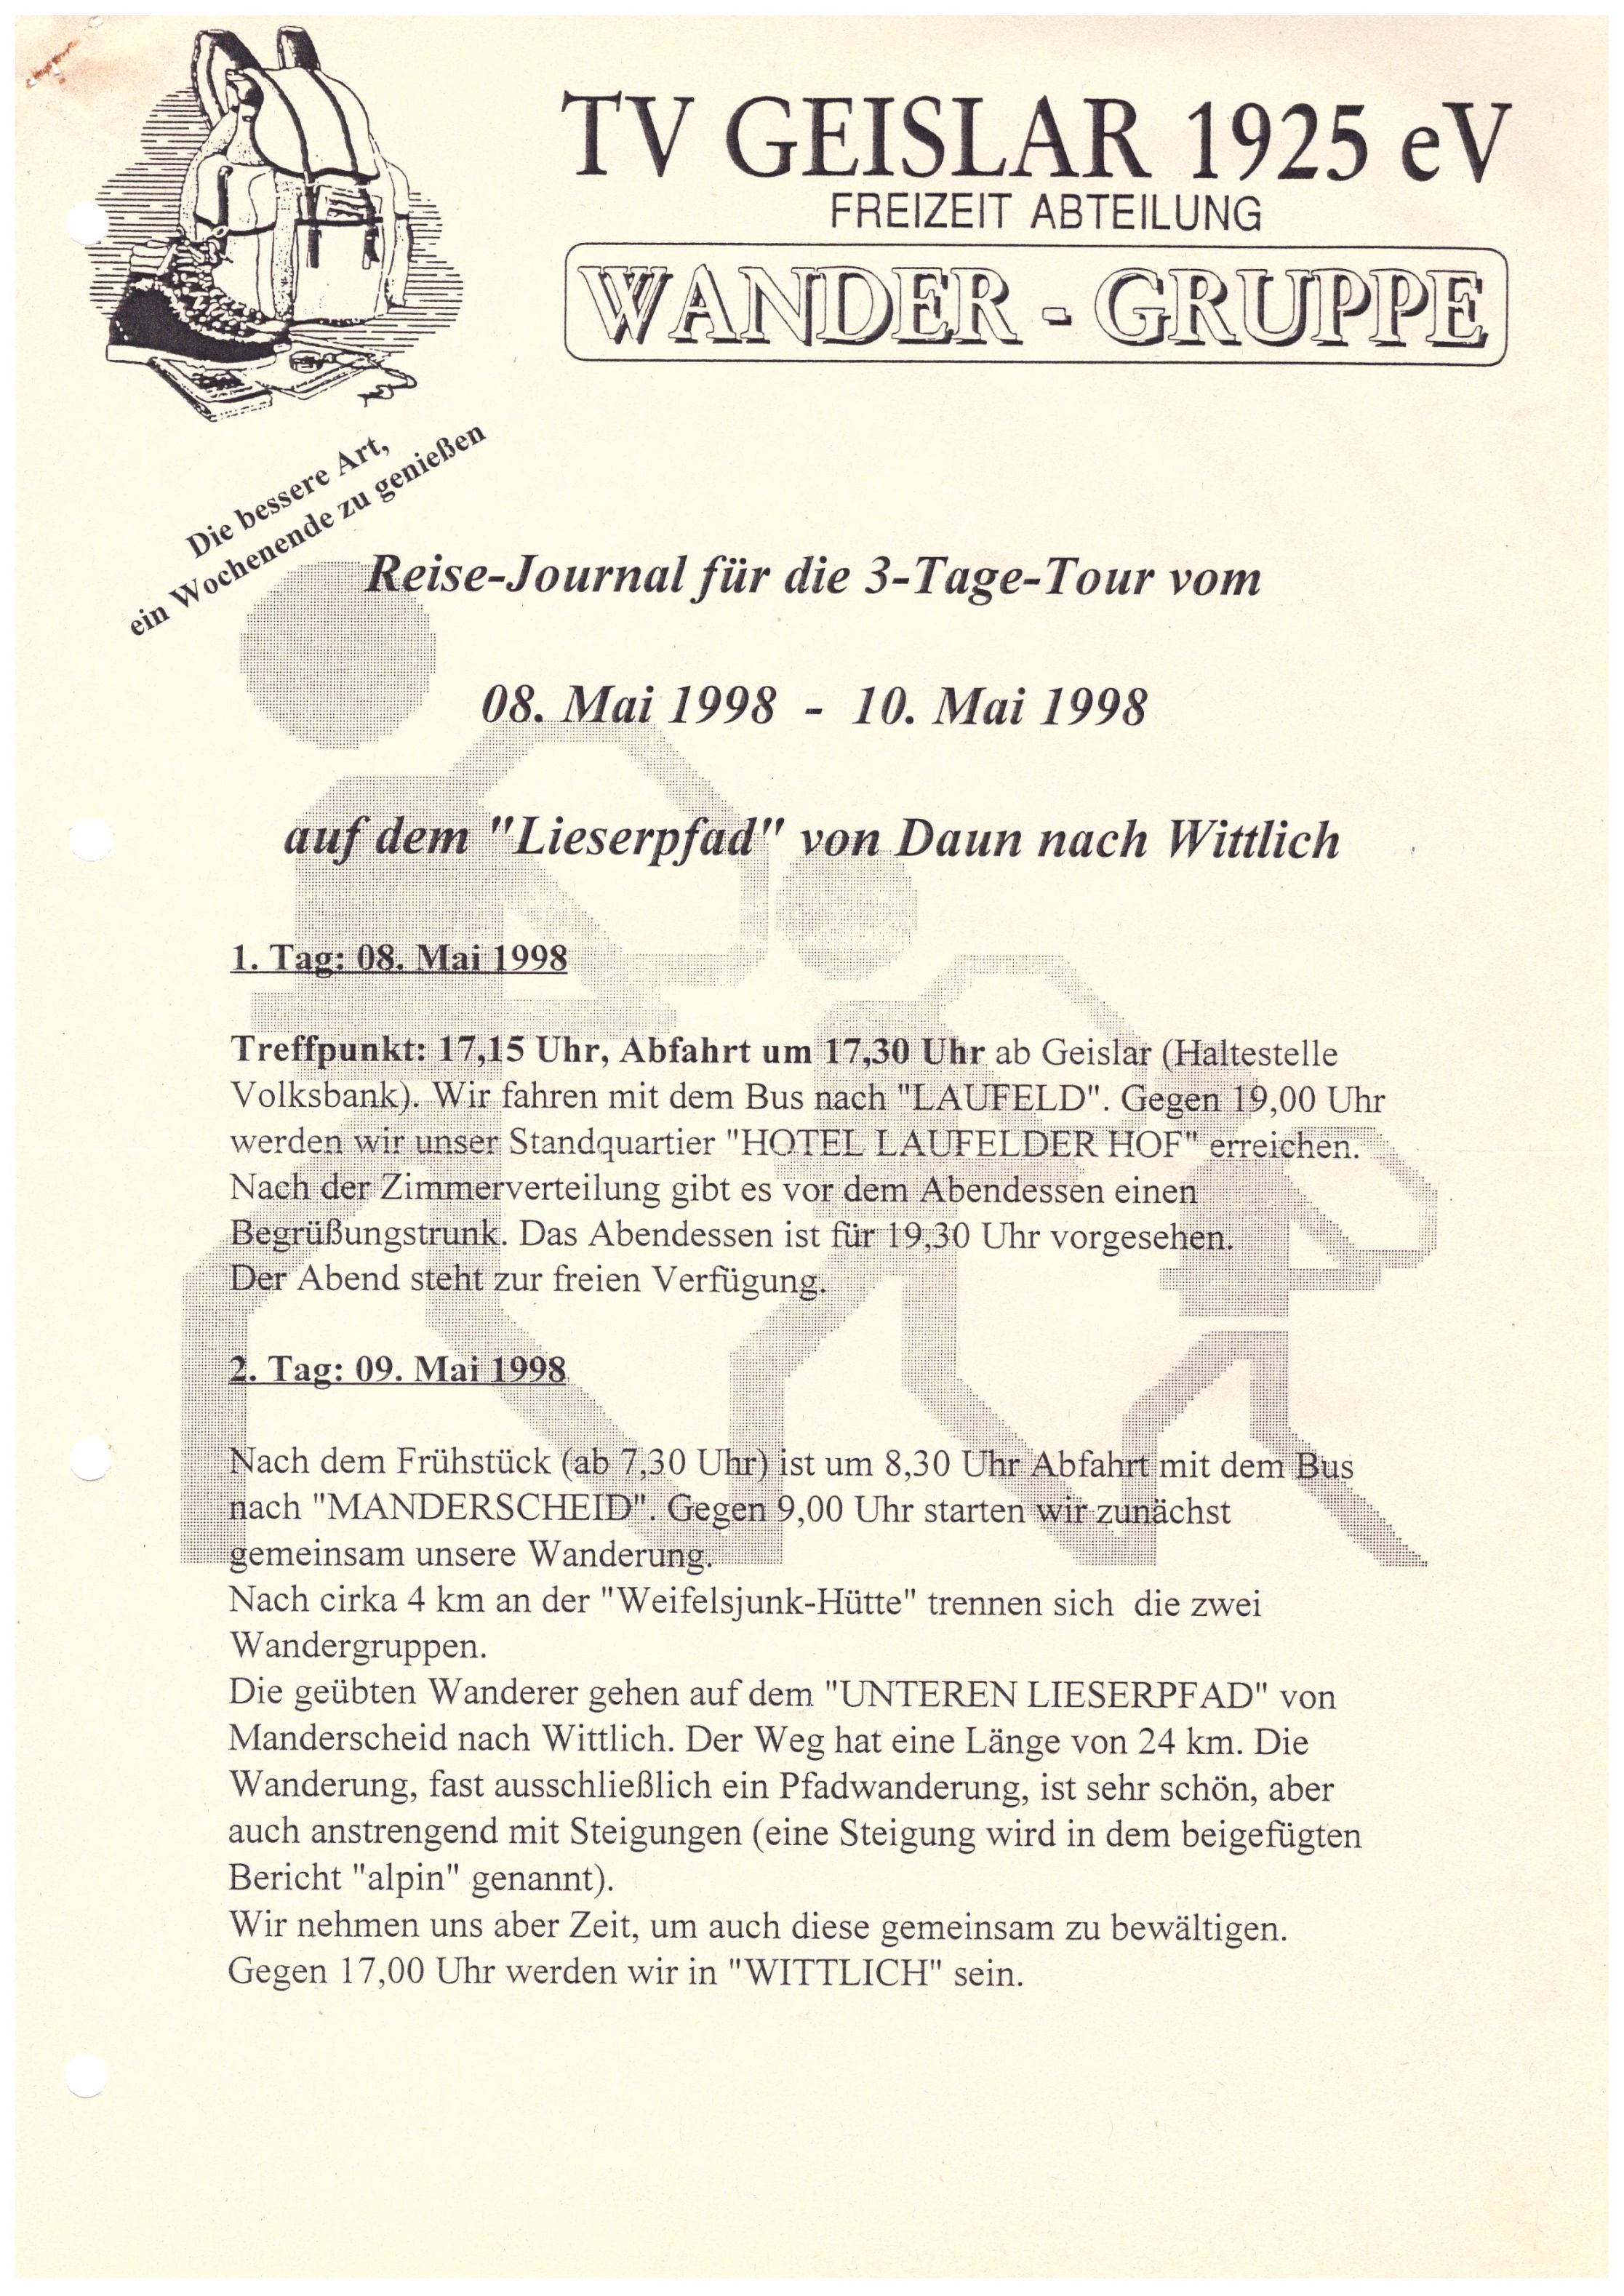 TV GEISLAR 1925 eV
FREIZEIT ABTEILUNG
WANDER - GRUPPE
Die bessere Art,
ein Wochenende zu genießen
Reise-Journal für die 3-Tage-Tour vom
08. Mai 1998 - 10. Mai 1998
auf dem "Lieserpfad" von Daun nach Wittlich
1. Tag: 08. Mai 1998
Treffpunkt: 17,15 Uhr, Abfahrt um 17,30 Uhr ab Geislar (Haltestelle
Volksbank). Wir fahren mit dem Bus nach "LAUFELD". Gegen 19,00 Uhr
werden wir unser Standquartier "HOTEL LAUFELDER HOF" erreichen.
Nach der Zimmerverteilung gibt es vor dem Abendessen einen
Begrüßungstrunk. Das Abendessen ist für 19,30 Uhr vorgesehen.
Der Abend steht zur freien Verfügung.
2. Tag: 09. Mai 1998
Nach dem Frühstück (ab 7,30 Uhr) ist um 8,30 Uhr Abfahrt mit dem Bus
nach "MANDERSCHEID". Gegen 9,00 Uhr starten wir zunächst
gemeinsam unsere Wanderung.
Nach cirka 4 km an der "Weifelsjunk-Hütte" trennen sich  die zwei
Wandergruppen.
Die geübten Wanderer gehen auf dem "UNTEREN LIESERPFAD" von
Manderscheid nach Wittlich. Der Weg hat eine Länge von 24 km. Die
Wanderung, fast ausschließlich ein Pfadwanderung, ist sehr schön, aber
auch anstrengend mit Steigungen (eine Steigung wird in dem beigefügten
Bericht "alpin" genannt).
Wir nehmen uns aber Zeit, um auch diese gemeinsam zu bewältigen.
Gegen 17,00 Uhr werden wir in "WITTLICH" sein.